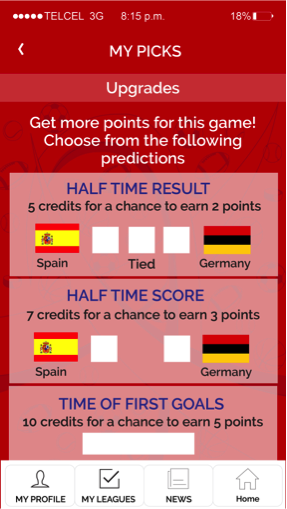 ●●●●●TELCEL 3G 8:15 p.m. 18%
MY PICKS
Upgrades
Get more points for this game!
Choose from the following
predictions
HALF TIME RESULT
5 credits for a chance to earn 2 points
Spain Tied Germany
HALF TIME SCORE
7 credits for a chance to earn 3 points
Spain Germany
TIME OF FIRST GOALS
10 credits for a chance to earn 5 points
MY PROFILE MY LEAGUES NEWS Home